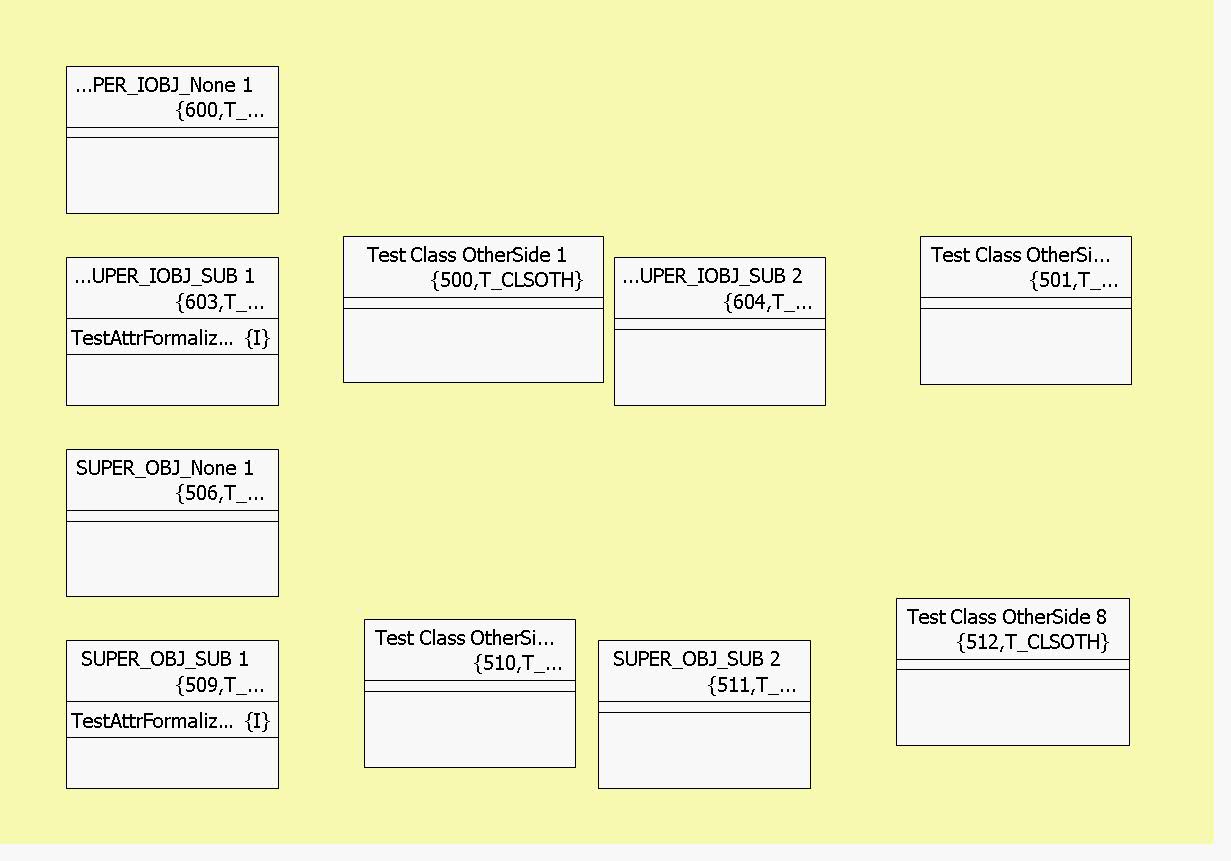 ...PER_IOBJ_None 1
{600,T_...
...UPER_IOBJ_SUB 1
{603,T_...
TestAttrFormaliz... {I}
Test Class OtherSide 1
{500,T_CLSOTH}
...UPER_IOBJ_SUB 2
{604,T_...
Test Class OtherSi...
{501,T_...
SUPER_OBJ_None 1
{506,T_...
SUPER_OBJ_SUB 1
{509,T_...
TestAttrFormaliz... {I}
Test Class OtherSi...
{510,T_...
SUPER_OBJ_SUB 2
{511,T_...
Test Class OtherSide 8
{512,T_CLSOTH}